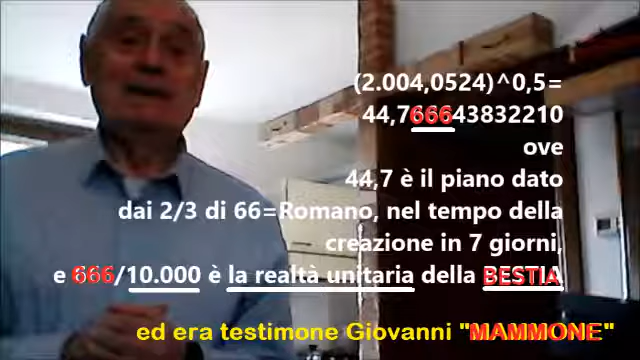 (2.004,0524)^0,5=
44,766643832210
ove
44,7 è il piano dato
dai 2/3 di 66=Romano, nel tempo della
creazione in 7 giorni,
e 666/10.000 è la realtà unitaria della BESTIA
ed era testimone Giovanni "MAMMONE"